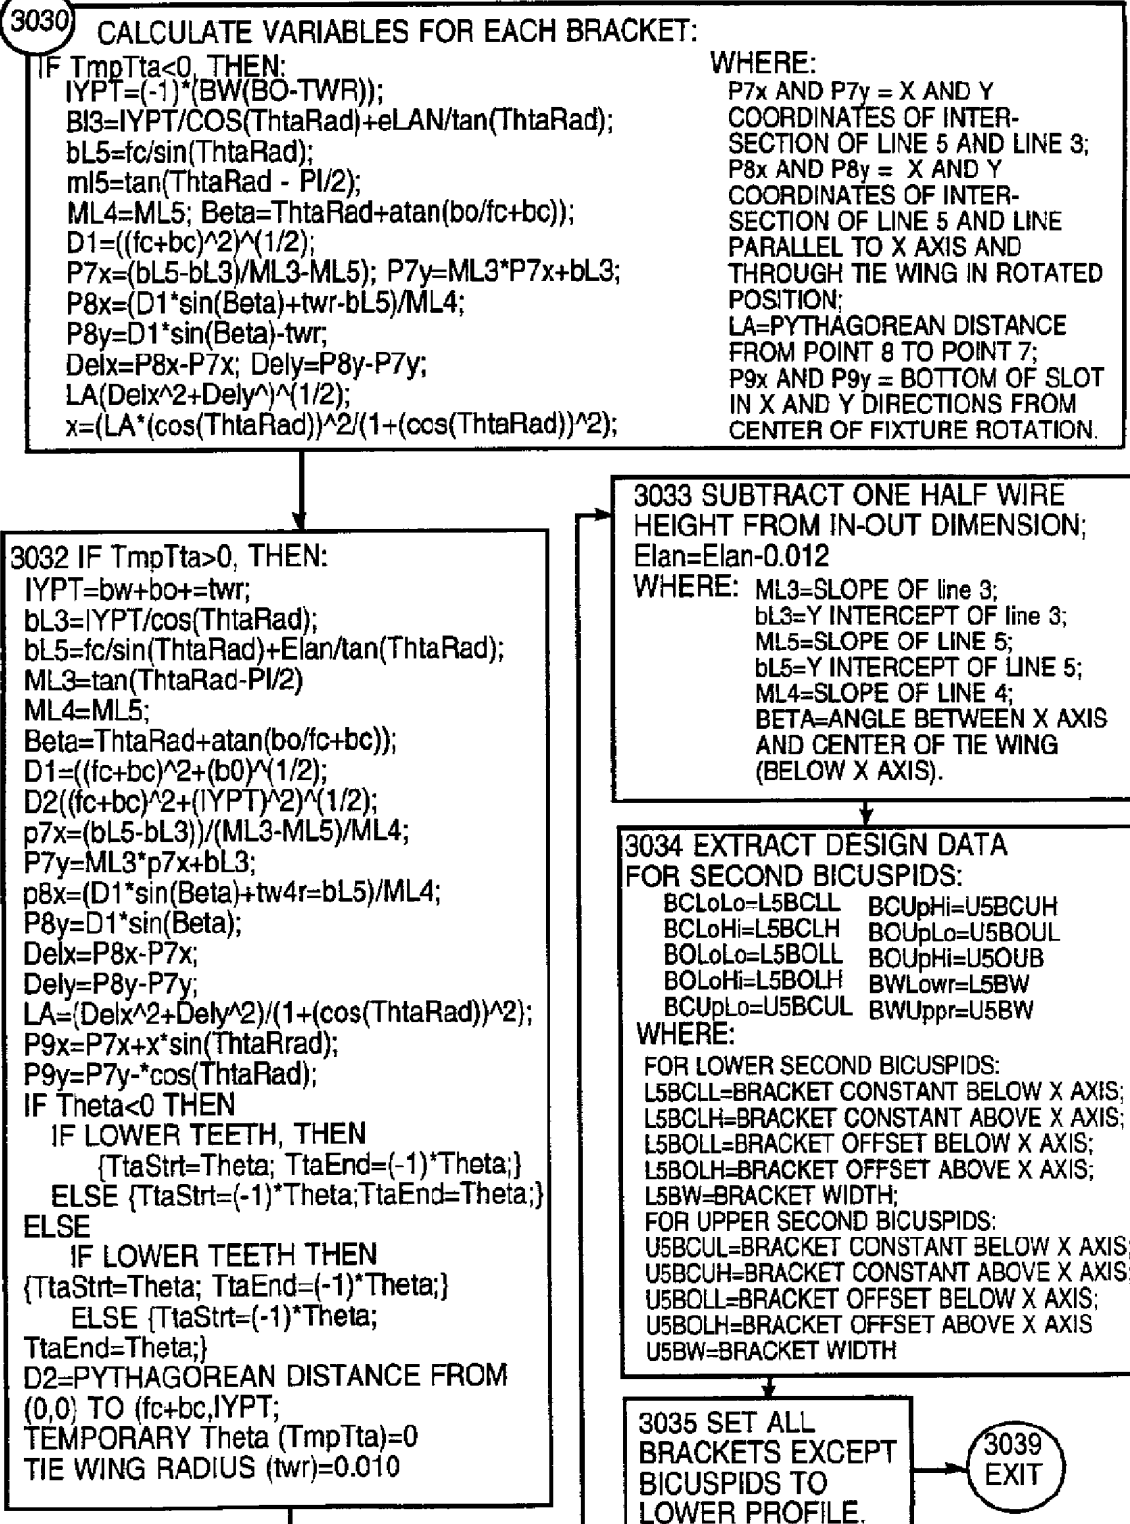 3030
CALCULATE VARIABLES FOR EACH BRACKET:
IF TmpTta<0, THEN:
IYPT=(-1)*(BW(BO-TWR));
BI3=IYPT/COS(ThtaRad)+eLAN/tan(ThtaRad);
bL5=fc/sin(ThtaRad);
ml5=tan(ThtaRad - PI/2);
ML4=ML5; Beta=ThtaRad+atan(bo/fc+bc));
D1=((fc+bc)^2)^(1/2);
P7x=(bL5-bL3)/ML3-ML5); P7y=ML3*P7x+bL3;
P8x=(D1*sin(Beta)+twr-bL5)/ML4;
P8y=D1*sin(Beta)-twr;
Delx=P8x-P7x; Dely=P8y-P7y;
LA(Delx^2+Dely^)^(1/2);
x=(LA*(cos(ThtaRad))^2/(1+(cos(ThtaRad))^2);
WHERE:
P7x AND P7y = X AND Y
COORDINATES OF INTER-
SECTION OF LINE 5 AND LINE 3;
P8x AND P8y = X AND Y
COORDINATES OF INTER-
SECTION OF LINE 5 AND LINE
PARALLEL TO X AXIS AND
THROUGH TIE WING IN ROTATED
POSITION;
LA=PYTHAGOREAN DISTANCE
FROM POINT 8 TO POINT 7;
P9x AND P9y = BOTTOM OF SLOT
IN X AND Y DIRECTIONS FROM
CENTER OF FIXTURE ROTATION.
3032 IF TmpTta>0, THEN:
IYPT=bw+bo+=twr;
bL3=IYPT/cos(ThtaRad);
bL5=fc/sin(ThtaRad)+Elan/tan(ThtaRad);
ML3=tan(ThtaRad-PI/2)
ML4=ML5;
Beta=ThtaRad+atan(bo/fc+bc));
D1=((fc+bc)^2+(b0)^(1/2);
D2((fc+bc)^2+(IYPT)^2)^(1/2);
p7x=(bL5-bL3))/(ML3-ML5)/ML4;
P7y=ML3*p7x+bL3;
p8x=(D1*sin(Beta)+tw4r=bL5)/ML4;
P8y=D1*sin(Beta);
Delx=P8x-P7x;
Dely=P8y-P7y;
LA=(Delx^2+Dely^2)/(1+(cos(ThtaRad))^2);
P9x=P7x+x*sin(ThtaRrad);
P9y=P7y-*cos(ThtaRad);
IF Theta<0 THEN
IF LOWER TEETH, THEN
{TtaStrt=Theta; TtaEnd=(-1)*Theta;}
ELSE {TtaStrt=(-1)*Theta;TtaEnd=Theta;}
ELSE
IF LOWER TEETH THEN
{TtaStrt=Theta; TtaEnd=(-1)*Theta;}
ELSE {TtaStrt=(-1)*Theta;
TtaEnd=Theta;}
D2=PYTHAGOREAN DISTANCE FROM
(0,0) TO (fc+bc,IYPT;
TEMPORARY Theta (TmpTta)=0
TIE WING RADIUS (twr)=0.010
3033 SUBTRACT ONE HALF WIRE
HEIGHT FROM IN-OUT DIMENSION;
Elan=Elan-0.012
WHERE: ML3=SLOPE OF line 3;
bL3=Y INTERCEPT OF line 3;
ML5=SLOPE OF LINE 5;
bL5=Y INTERCEPT OF LINE 5;
ML4=SLOPE OF LINE 4;
BETA=ANGLE BETWEEN X AXIS
AND CENTER OF TIE WING
(BELOW X AXIS).
3034 EXTRACT DESIGN DATA
FOR SECOND BICUSPIDS:
BCLoLo=L5BCLL BCUpHi=U5BCUH
BCLoHi=L5BCLH BOUpLo=U5BOUL
BOLoLo=L5BOLL BOUpHi=U5OUB
BOLoHi=L5BOLH BWLowr=L5BW
BCUpLo=U5BCUL BWUppr=U5BW
WHERE:
FOR LOWER SECOND BICUSPIDS:
L5BCLL=BRACKET CONSTANT BELOW X AXIS;
L5BCLH=BRACKET CONSTANT ABOVE X AXIS;
L5BOLL=BRACKET OFFSET BELOW X AXIS;
L5BOLH=BRACKET OFFSET ABOVE X AXIS;
L5BW=BRACKET WIDTH;
FOR UPPER SECOND BICUSPIDS:
U5BCUL=BRACKET CONSTANT BELOW X AXIS;
U5BCUH=BRACKET CONSTANT ABOVE X AXIS;
U5BOLL=BRACKET OFFSET BELOW X AXIS;
U5BOLH=BRACKET OFFSET ABOVE X AXIS
U5BW=BRACKET WIDTH
3035 SET ALL
BRACKETS EXCEPT
BICUSPIDS TO
LOWER PROFILE.
3039
EXIT